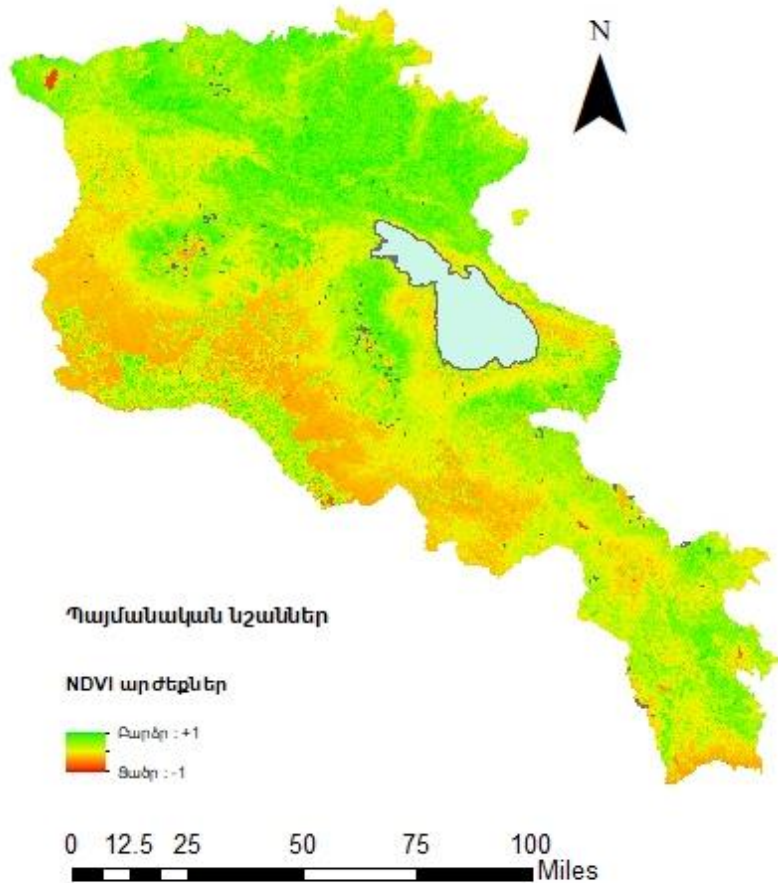 N
Պայմանական նշաններ
NDVI արժեքներ
Բարձր : +1
Ցածր : -1
0 12.5 25 50 75 100
Miles